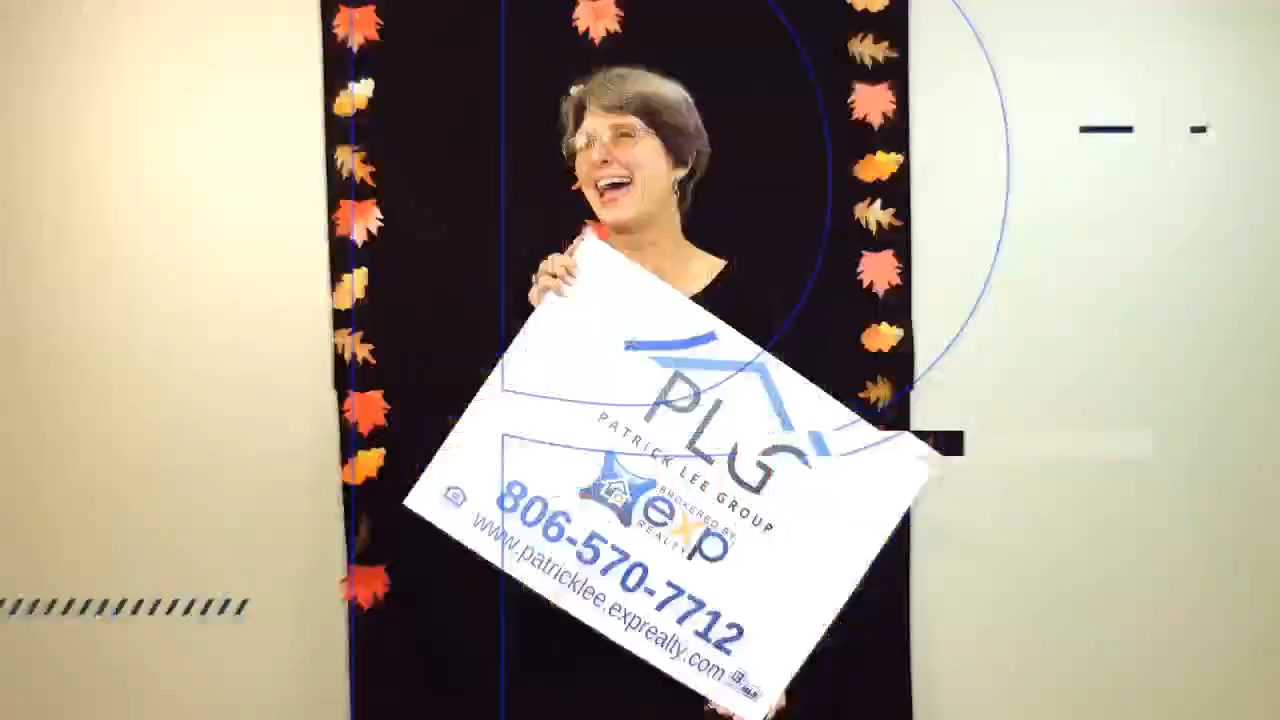 PLG
PATRICK LEE GROUP
BROKERED BY
exp
REALTY
806-570-7712
www.patricklee.exprealty.com